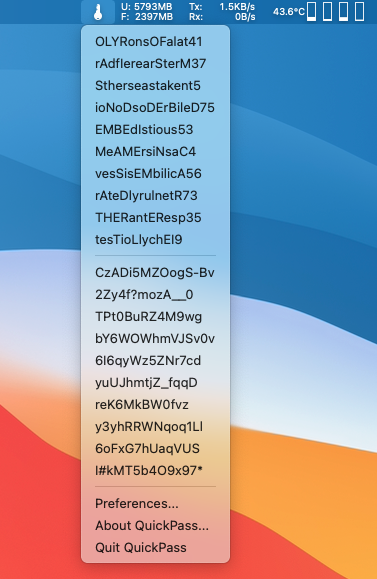 U: 5793MB Tx: 1.5KB/s 43.6°C
F: 2397MB Rx: 0B/s
OLYRonsOFalat41
rAdflerearSterM37
Stherseastakent5
ioNoDsoDErBileD75
EMBEdIstious53
MeAMErsiNsaC4
vesSisEMbilicA56
rAteDlyrulnetR73
THERantEResp35
tesTioLlychEl9
CzADi5MZOogS-Bv
2Zy4f?mozA__0
TPt0BuRZ4M9wg
bY6WOWhmVJSv0v
6I6qyWz5ZNr7cd
yuUJhmtjZ_fqqD
reK6MkBW0fvz
y3yhRRWNqoq1Ll
6oFxG7hUaqVUS
l#kMT5b4O9x97*
Preferences...
About QuickPass...
Quit QuickPass